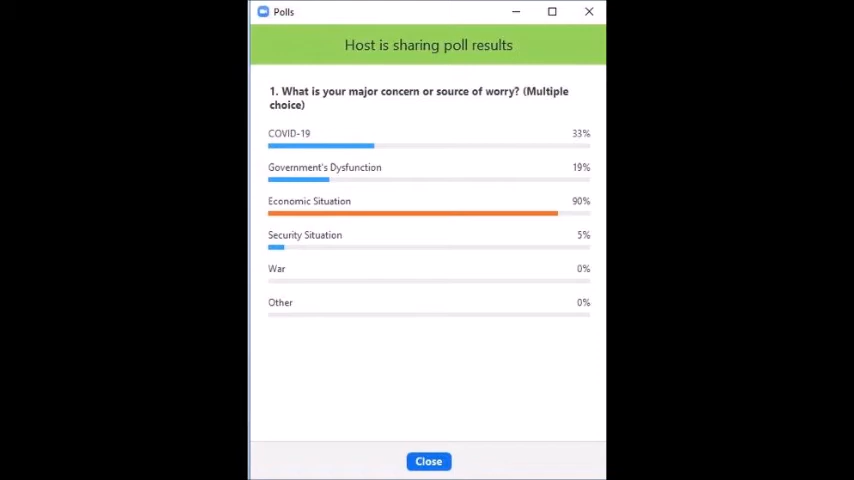 Polls
Host is sharing poll results
1. What is your major concern or source of worry? (Multiple
choice)
COVID-19 33%
Government's Dysfunction 19%
Economic Situation 90%
Security Situation 5%
War 0%
Other 0%
Close